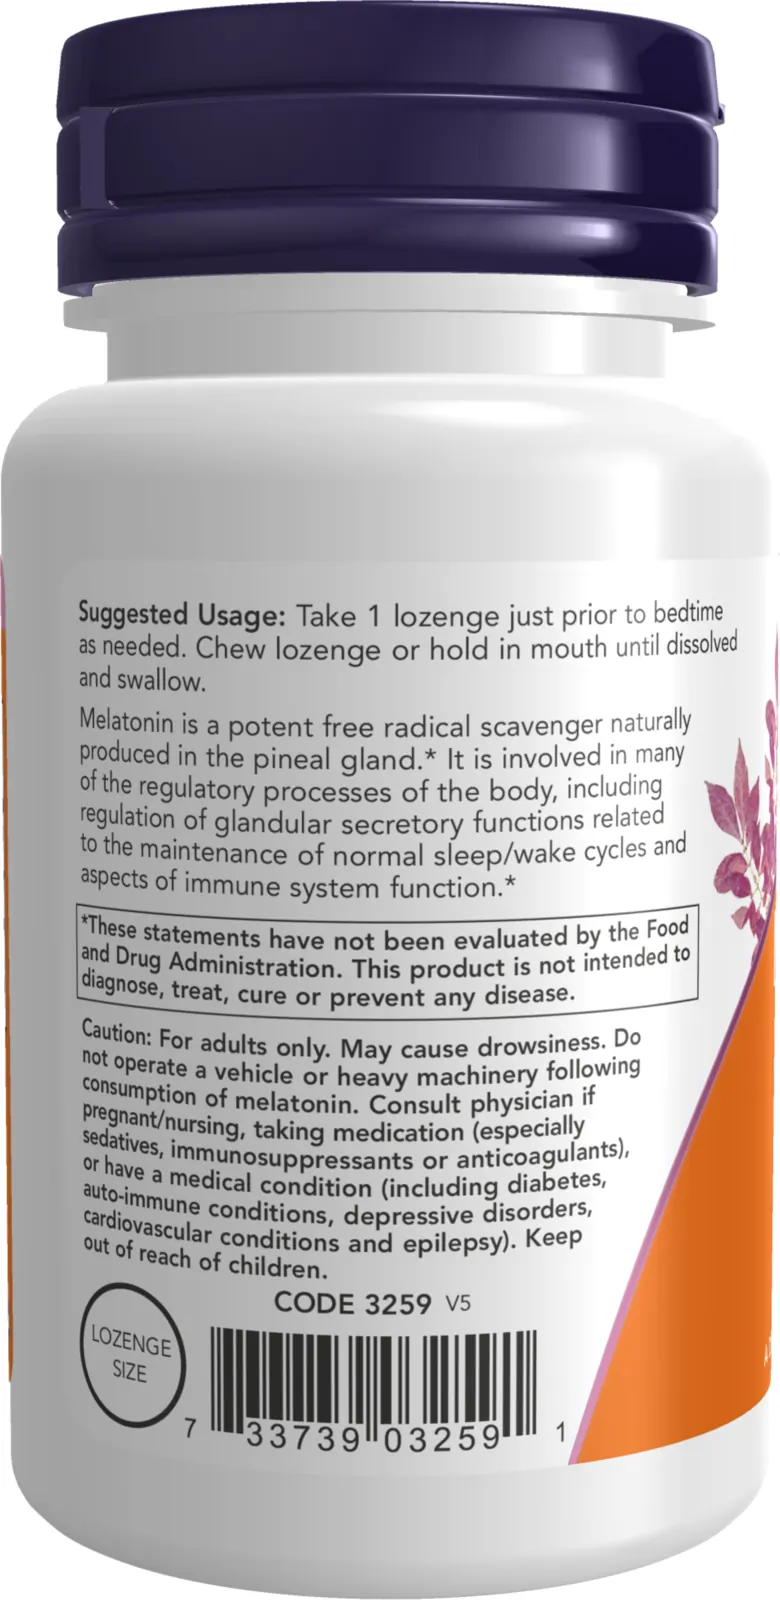 Suggested Usage: Take 1 lozenge just prior to bedtime
as needed. Chew lozenge or hold in mouth until dissolved
and swallow.
Melatonin is a potent free radical scavenger naturally
produced in the pineal gland.* It is involved in many
of the regulatory processes of the body, including
regulation of glandular secretory functions related
to the maintenance of normal sleep/wake cycles and
aspects of immune system function.*
*These statements have not been evaluated by the Food
and Drug Administration. This product is not intended to
diagnose, treat, cure or prevent any disease.
Caution: For adults only. May cause drowsiness. Do
not operate a vehicle or heavy machinery following
consumption of melatonin. Consult physician if
pregnant/nursing, taking medication (especially
sedatives, immunosuppressants or anticoagulants),
or have a medical condition (including diabetes,
auto-immune conditions, depressive disorders,
cardiovascular conditions and epilepsy). Keep
out of reach of children.
CODE 3259 V5
LOZENGE
SIZE
7 33739 03259 1